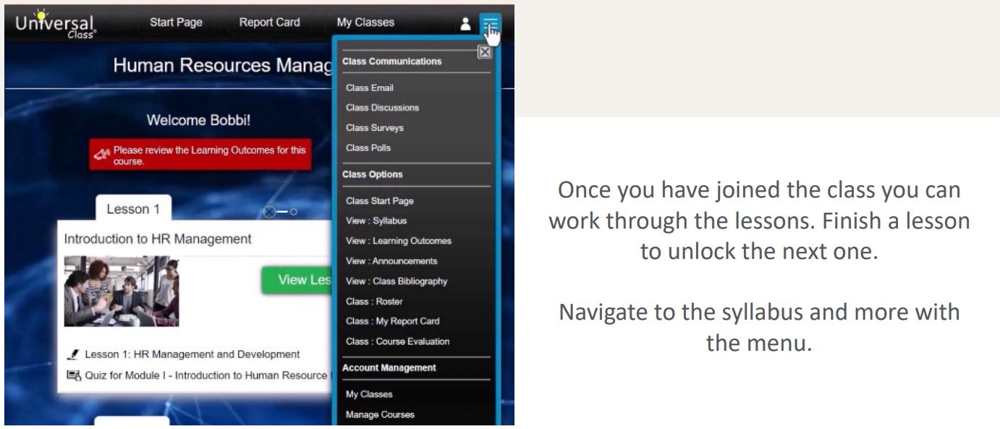 Universal
Class®
Start Page
Report Card
My Classes
Human Resources Manag
Welcome Bobbi!
Please review the Learning Outcomes for this
course.
Lesson 1
Introduction to HR Management
View Les
Lesson 1: HR Management and Development
Quiz for Module I - Introduction to Human Resource
Class Communications
Class Email
Class Discussions
Class Surveys
Class Polls
Class Options
Class Start Page
View : Syllabus
View : Learning Outcomes
View : Announcements
View : Class Bibliography
Class : Roster
Class : My Report Card
Class : Course Evaluation
Account Management
My Classes
Manage Courses
Once you have joined the class you can
work through the lessons. Finish a lesson
to unlock the next one.
Navigate to the syllabus and more with
the menu.